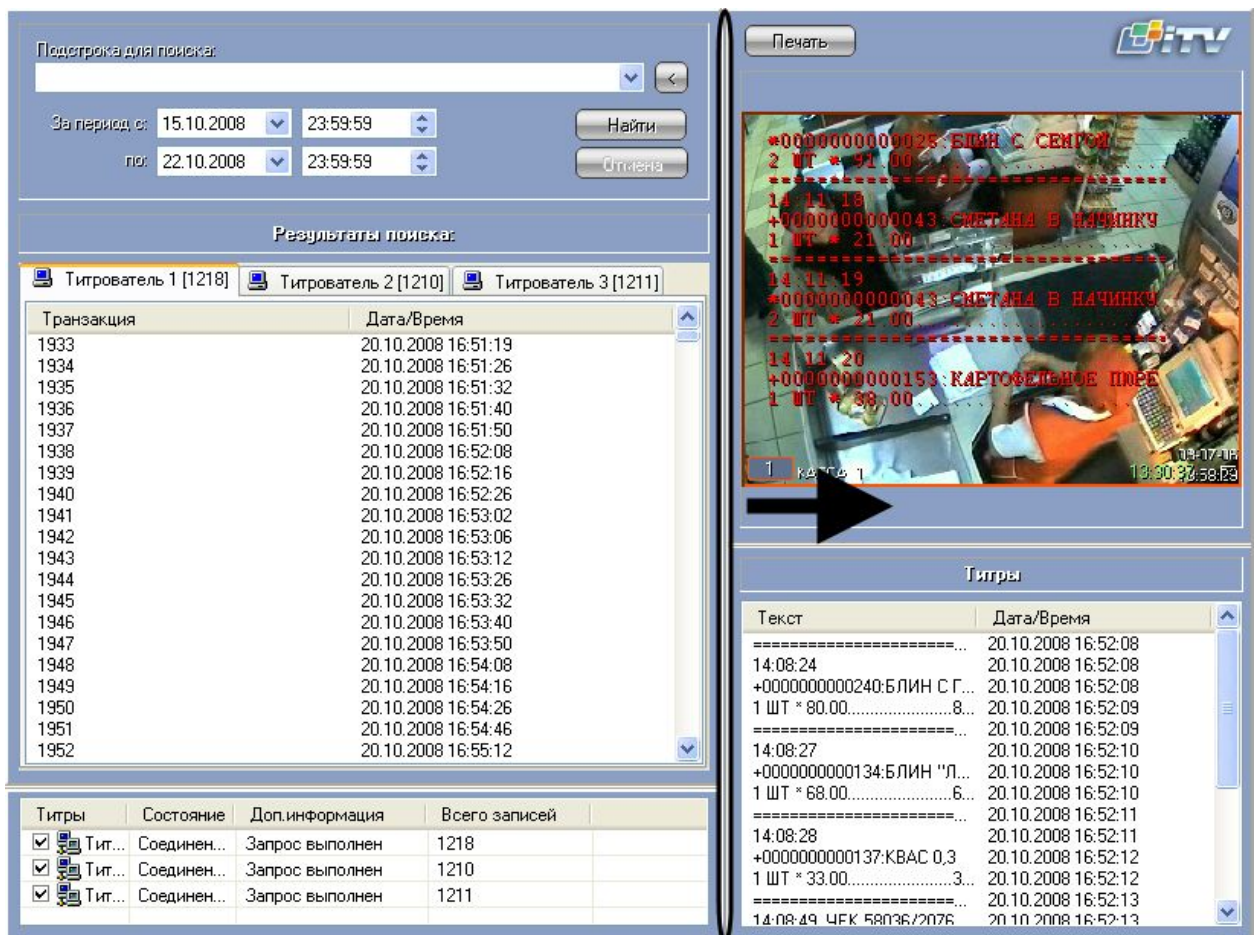 Подстрока для поиска:
<
За период с: 15.10.2008 23:59:59 Найти
по: 22.10.2008 23:59:59 Отмена
Результаты поиска:
Титрователь 1 [1218] Титрователь 2 [1210] Титрователь 3 [1211]
Транзакция Дата/Время
1933 20.10.2008 16:51:19
1934 20.10.2008 16:51:26
1935 20.10.2008 16:51:32
1936 20.10.2008 16:51:40
1937 20.10.2008 16:51:50
1938 20.10.2008 16:52:08
1939 20.10.2008 16:52:16
1940 20.10.2008 16:52:26
1941 20.10.2008 16:53:02
1942 20.10.2008 16:53:06
1943 20.10.2008 16:53:12
1944 20.10.2008 16:53:26
1945 20.10.2008 16:53:32
1946 20.10.2008 16:53:40
1947 20.10.2008 16:53:50
1948 20.10.2008 16:54:08
1949 20.10.2008 16:54:16
1950 20.10.2008 16:54:26
1951 20.10.2008 16:54:46
1952 20.10.2008 16:55:12
Титры Состояние Доп.информация Всего записей
Тит... Соединен... Запрос выполнен 1218
Тит... Соединен... Запрос выполнен 1210
Тит... Соединен... Запрос выполнен 1211
Печать iTV
*0000000000028:БЛИН С СЕМГОЙ
2 ШТ * 91.00
==============================
14 11 18
+0000000000043:СМЕТАНА В НАЧИНКУ
1 ШТ * 21.00
==============================
14:11:19
*0000000000043:СМЕТАНА В НАЧИНКУ
2 ШТ * 21.00
==============================
14 11 20
+0000000000153:КАРТОФЕЛЬНОЕ ПЮРЕ
1 ШТ * 38.00
1 КАССА 1
Титры
Текст Дата/Время
======================... 20.10.2008 16:52:08
14:08:24 20.10.2008 16:52:08
+0000000000240:БЛИН С Г... 20.10.2008 16:52:08
1 ШТ * 80.00.......................8... 20.10.2008 16:52:09
======================... 20.10.2008 16:52:09
14:08:27 20.10.2008 16:52:10
+0000000000134:БЛИН "Л... 20.10.2008 16:52:10
1 ШТ * 68.00.......................6... 20.10.2008 16:52:10
======================... 20.10.2008 16:52:11
14:08:28 20.10.2008 16:52:11
+0000000000137:КВАС 0,3 20.10.2008 16:52:12
1 ШТ * 33.00.......................3... 20.10.2008 16:52:12
======================... 20.10.2008 16:52:13
14:08:49 ЧЕК 58036/2076 20.10.2008 16:52:13